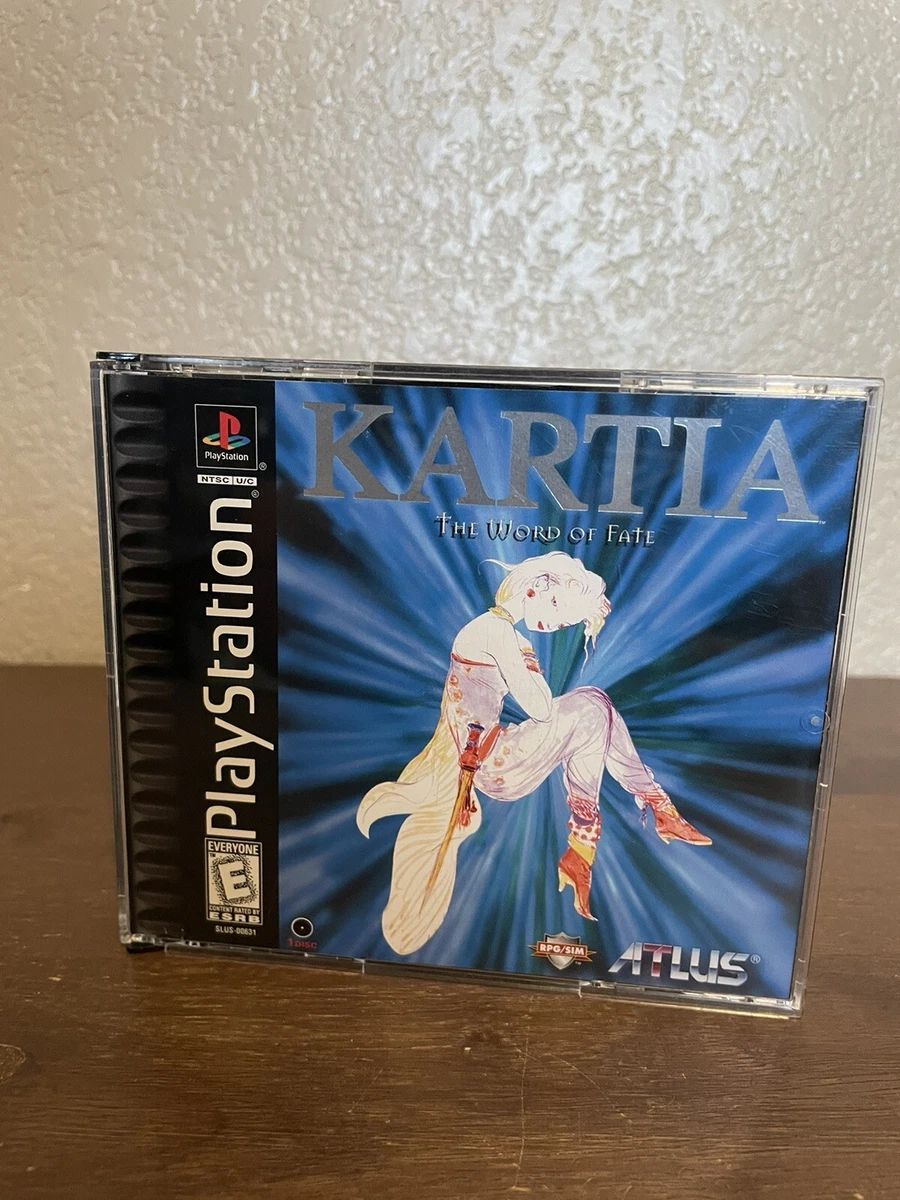 KARTIA™
THE WORD OF FATE
PlayStation®
NTSC U/C
PlayStation®
EVERYONE
E
CONTENT RATED BY
ESRB
SLUS-00631
1 DISC
RPG/SIM
ATLUS®